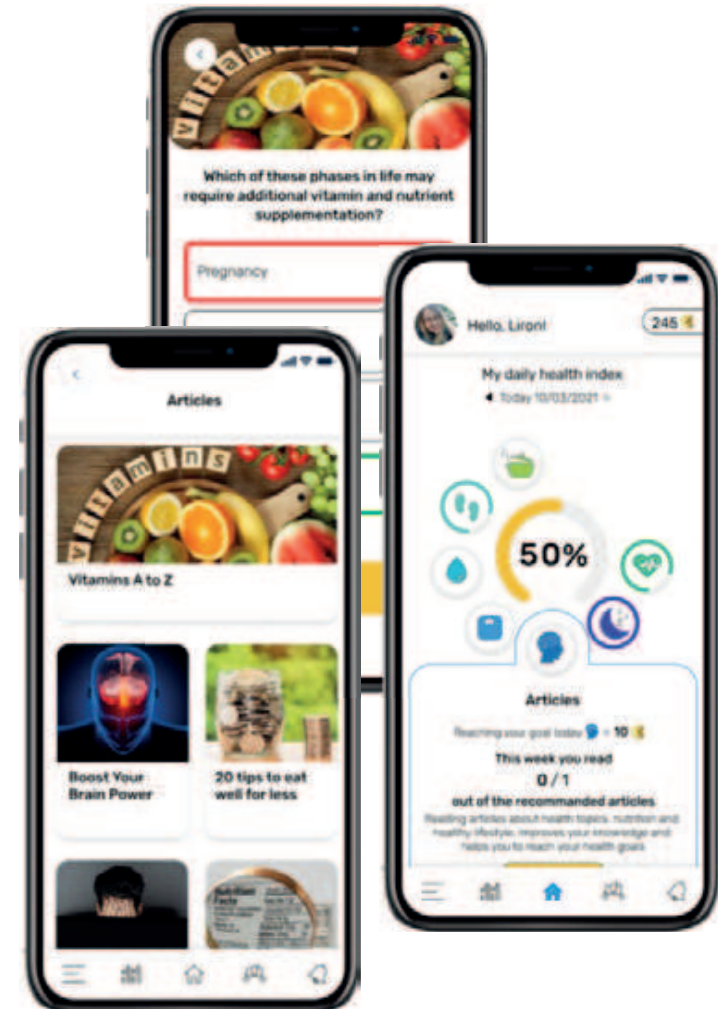 vitamin
Which of these phases in life may
require additional vitamin and nutrient
supplementation?
Pregnancy
Articles
vitamins
Vitamins A to Z
Boost Your
Brain Power
20 tips to eat
well for less
Nutrition
Facts
Hello, Liron!
245
My daily health index
Today 10/03/2021
50%
Articles
Reaching your goal today = 10
This week you read
0 / 1
out of the recommanded articles
Reading articles about health topics, nutrition and
healthy lifestyle, improves your knowledge and
helps you to reach your health goals